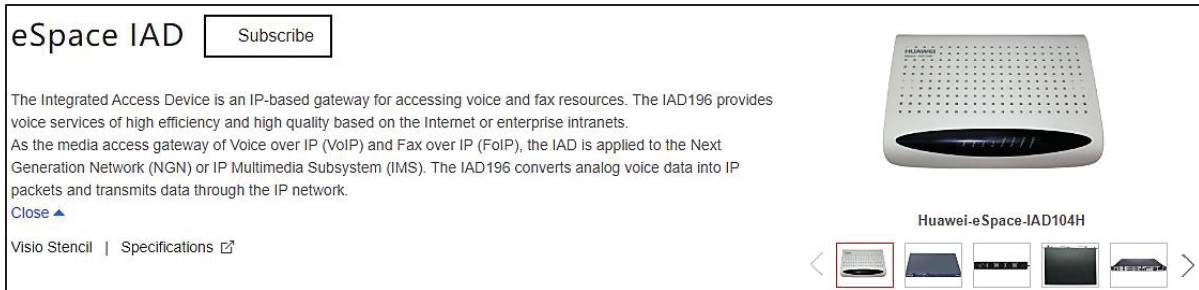 eSpace IAD
Subscribe
The Integrated Access Device is an IP-based gateway for accessing voice and fax resources. The IAD196 provides
voice services of high efficiency and high quality based on the Internet or enterprise intranets.
As the media access gateway of Voice over IP (VoIP) and Fax over IP (FoIP), the IAD is applied to the Next
Generation Network (NGN) or IP Multimedia Subsystem (IMS). The IAD196 converts analog voice data into IP
packets and transmits data through the IP network.
Close
Visio Stencil | Specifications
HUAWEI
Huawei-eSpace-IAD104H